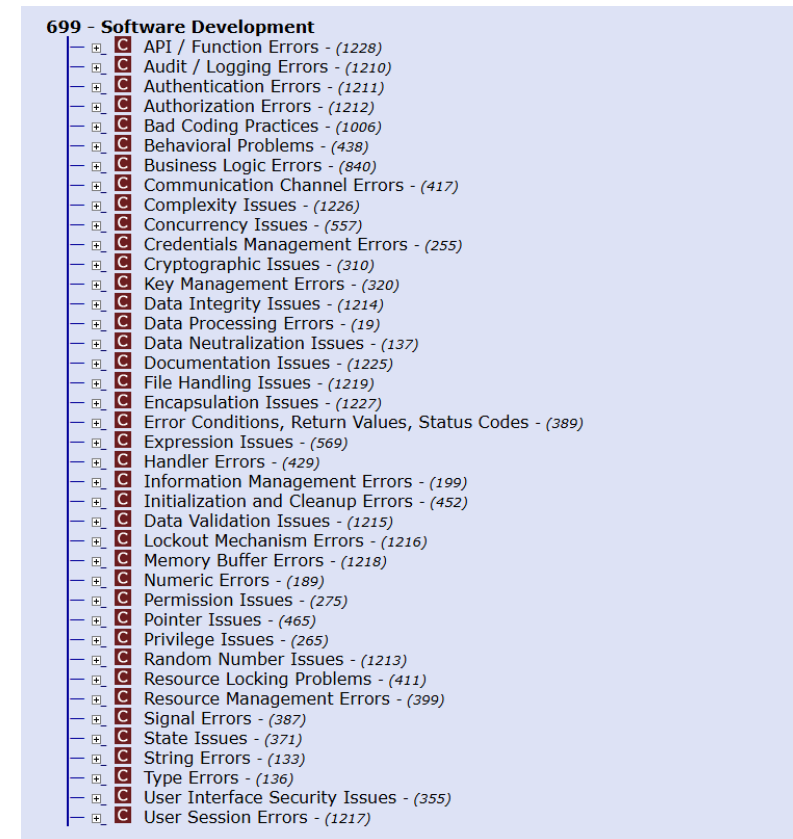 699 - Software Development
C API / Function Errors - (1228)
C Audit / Logging Errors - (1210)
C Authentication Errors - (1211)
C Authorization Errors - (1212)
C Bad Coding Practices - (1006)
C Behavioral Problems - (438)
C Business Logic Errors - (840)
C Communication Channel Errors - (417)
C Complexity Issues - (1226)
C Concurrency Issues - (557)
C Credentials Management Errors - (255)
C Cryptographic Issues - (310)
C Key Management Errors - (320)
C Data Integrity Issues - (1214)
C Data Processing Errors - (19)
C Data Neutralization Issues - (137)
C Documentation Issues - (1225)
C File Handling Issues - (1219)
C Encapsulation Issues - (1227)
C Error Conditions, Return Values, Status Codes - (389)
C Expression Issues - (569)
C Handler Errors - (429)
C Information Management Errors - (199)
C Initialization and Cleanup Errors - (452)
C Data Validation Issues - (1215)
C Lockout Mechanism Errors - (1216)
C Memory Buffer Errors - (1218)
C Numeric Errors - (189)
C Permission Issues - (275)
C Pointer Issues - (465)
C Privilege Issues - (265)
C Random Number Issues - (1213)
C Resource Locking Problems - (411)
C Resource Management Errors - (399)
C Signal Errors - (387)
C State Issues - (371)
C String Errors - (133)
C Type Errors - (136)
C User Interface Security Issues - (355)
C User Session Errors - (1217)